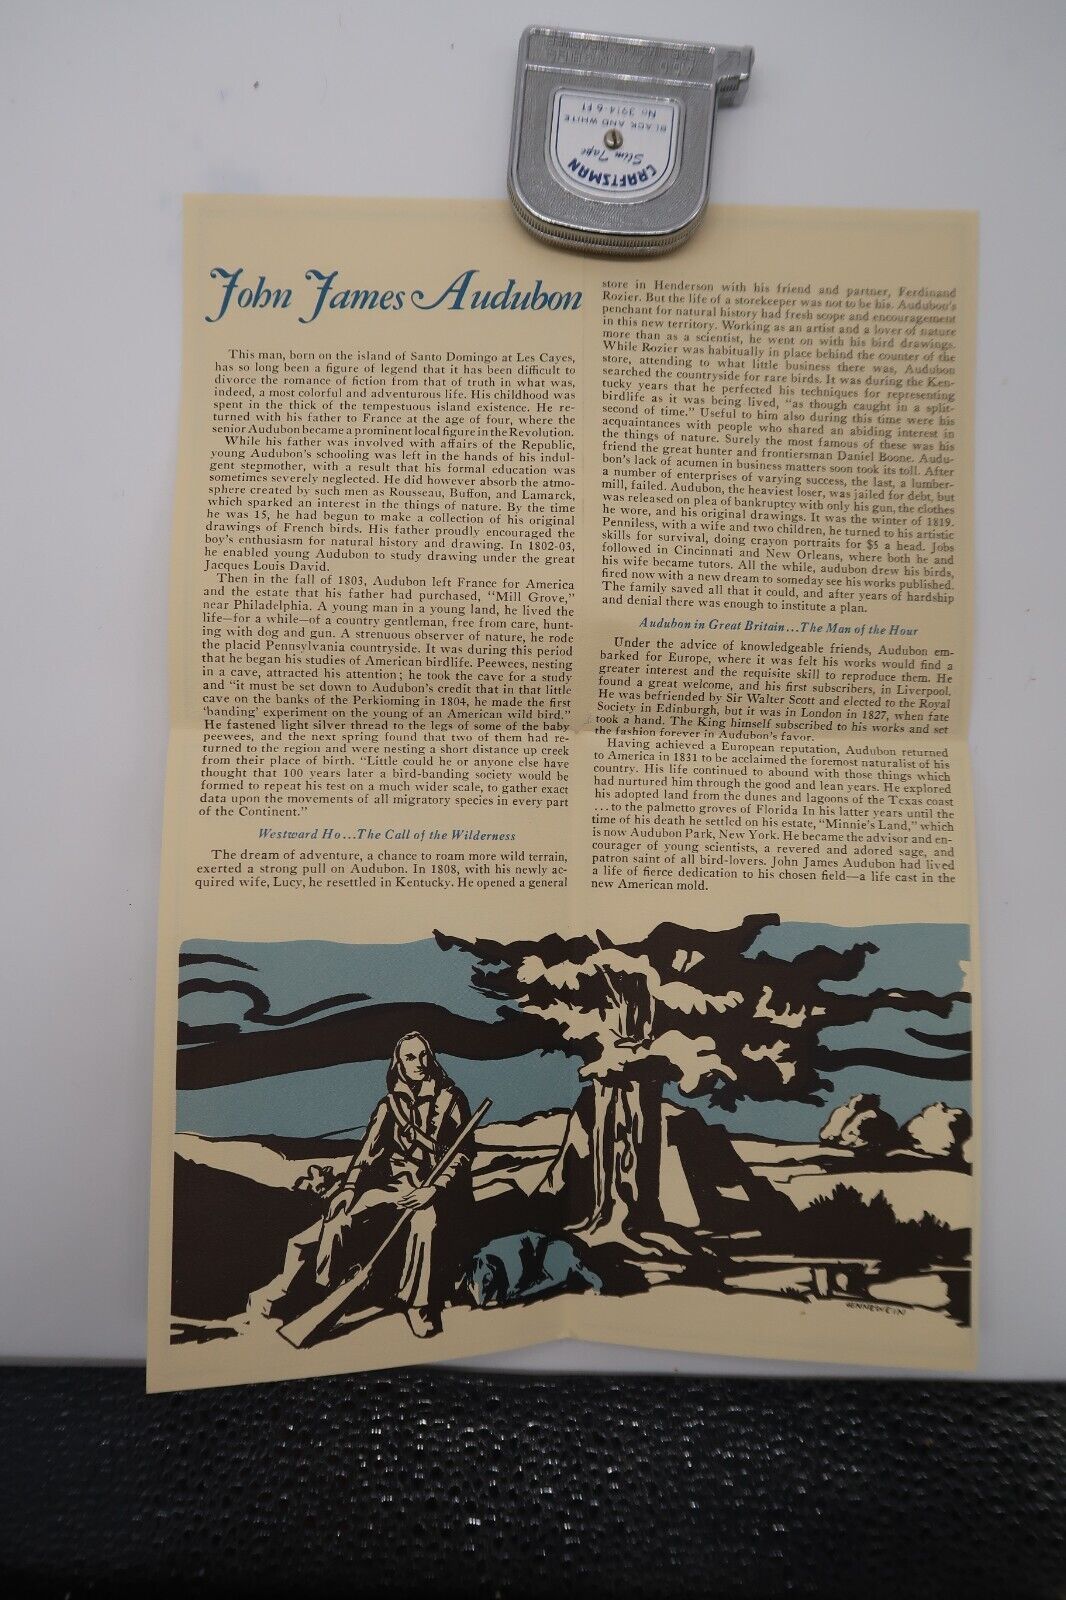 CRAFTSMAN
Slim Tape
BLACK AND WHITE
No 3914-6 FT
John James Audubon
This man, born on the island of Santo Domingo at Les Cayes,
has so long been a figure of legend that it has been difficult to
divorce the romance of fiction from that of truth in what was,
indeed, a most colorful and adventurous life. His childhood was
spent in the thick of the tempestuous island existence. He re-
turned with his father to France at the age of four, where the
senior Audubon became a prominent local figure in the Revolution.
While his father was involved with affairs of the Republic,
young Audubon's schooling was left in the hands of his indul-
gent stepmother, with a result that his formal education was
sometimes severely neglected. He did however absorb the atmo-
sphere created by such men as Rousseau, Buffon, and Lamarck,
which sparked an interest in the things of nature. By the time
he was 15, he had begun to make a collection of his original
drawings of French birds. His father proudly encouraged the
boy's enthusiasm for natural history and drawing. In 1802-03,
he enabled young Audubon to study drawing under the great
Jacques Louis David.
Then in the fall of 1803, Audubon left France for America
and the estate that his father had purchased, "Mill Grove,"
near Philadelphia. A young man in a young land, he lived the
life—for a while—of a country gentleman, free from care, hunt-
ing with dog and gun. A strenuous observer of nature, he rode
the placid Pennsylvania countryside. It was during this period
that he began his studies of American birdlife. Peewees, nesting
in a cave, attracted his attention; he took the cave for a study
and "it must be set down to Audubon's credit that in that little
cave on the banks of the Perkioming in 1804, he made the first
'banding' experiment on the young of an American wild bird."
He fastened light silver thread to the legs of some of the baby
peewees, and the next spring found that two of them had re-
turned to the region and were nesting a short distance up creek
from their place of birth. "Little could he or anyone else have
thought that 100 years later a bird-banding society would be
formed to repeat his test on a much wider scale, to gather exact
data upon the movements of all migratory species in every part
of the Continent."
Westward Ho...The Call of the Wilderness
The dream of adventure, a chance to roam more wild terrain,
exerted a strong pull on Audubon. In 1808, with his newly ac-
quired wife, Lucy, he resettled in Kentucky. He opened a general
store in Henderson with his friend and partner, Ferdinand
Rozier. But the life of a storekeeper was not to be his. Audubon's
penchant for natural history had fresh scope and encouragement
in this new territory. Working as an artist and a lover of nature
more than as a scientist, he went on with his bird drawings.
While Rozier was habitually in place behind the counter of the
store, attending to what little business there was, Audubon
searched the countryside for rare birds. It was during the Ken-
tucky years that he perfected his techniques for representing
birdlife as it was being lived, "as though caught in a split-
second of time." Useful to him also during this time were his
acquaintances with people who shared an abiding interest in
the things of nature. Surely the most famous of these was his
friend the great hunter and frontiersman Daniel Boone. Audu-
bon's lack of acumen in business matters soon took its toll. After
a number of enterprises of varying success, the last, a lumber-
mill, failed. Audubon, the heaviest loser, was jailed for debt, but
was released on plea of bankruptcy with only his gun, the clothes
he wore, and his original drawings. It was the winter of 1819.
Penniless, with a wife and two children, he turned to his artistic
skills for survival, doing crayon portraits for $5 a head. Jobs
followed in Cincinnati and New Orleans, where both he and
his wife became tutors. All the while, audubon drew his birds,
fired now with a new dream to someday see his works published.
The family saved all that it could, and after years of hardship
and denial there was enough to institute a plan.
Audubon in Great Britain...The Man of the Hour
Under the advice of knowledgeable friends, Audubon em-
barked for Europe, where it was felt his works would find a
greater interest and the requisite skill to reproduce them. He
found a great welcome, and his first subscribers, in Liverpool.
He was befriended by Sir Walter Scott and elected to the Royal
Society in Edinburgh, but it was in London in 1827, when fate
took a hand. The King himself subscribed to his works and set
the fashion forever in Audubon's favor.
Having achieved a European reputation, Audubon returned
to America in 1831 to be acclaimed the foremost naturalist of his
country. His life continued to abound with those things which
had nurtured him through the good and lean years. He explored
his adopted land from the dunes and lagoons of the Texas coast
...to the palmetto groves of Florida In his latter years until the
time of his death he settled on his estate, "Minnie's Land," which
is now Audubon Park, New York. He became the advisor and en-
courager of young scientists, a revered and adored sage, and
patron saint of all bird-lovers. John James Audubon had lived
a life of fierce dedication to his chosen field—a life cast in the
new American mold.
HENNEWEIN